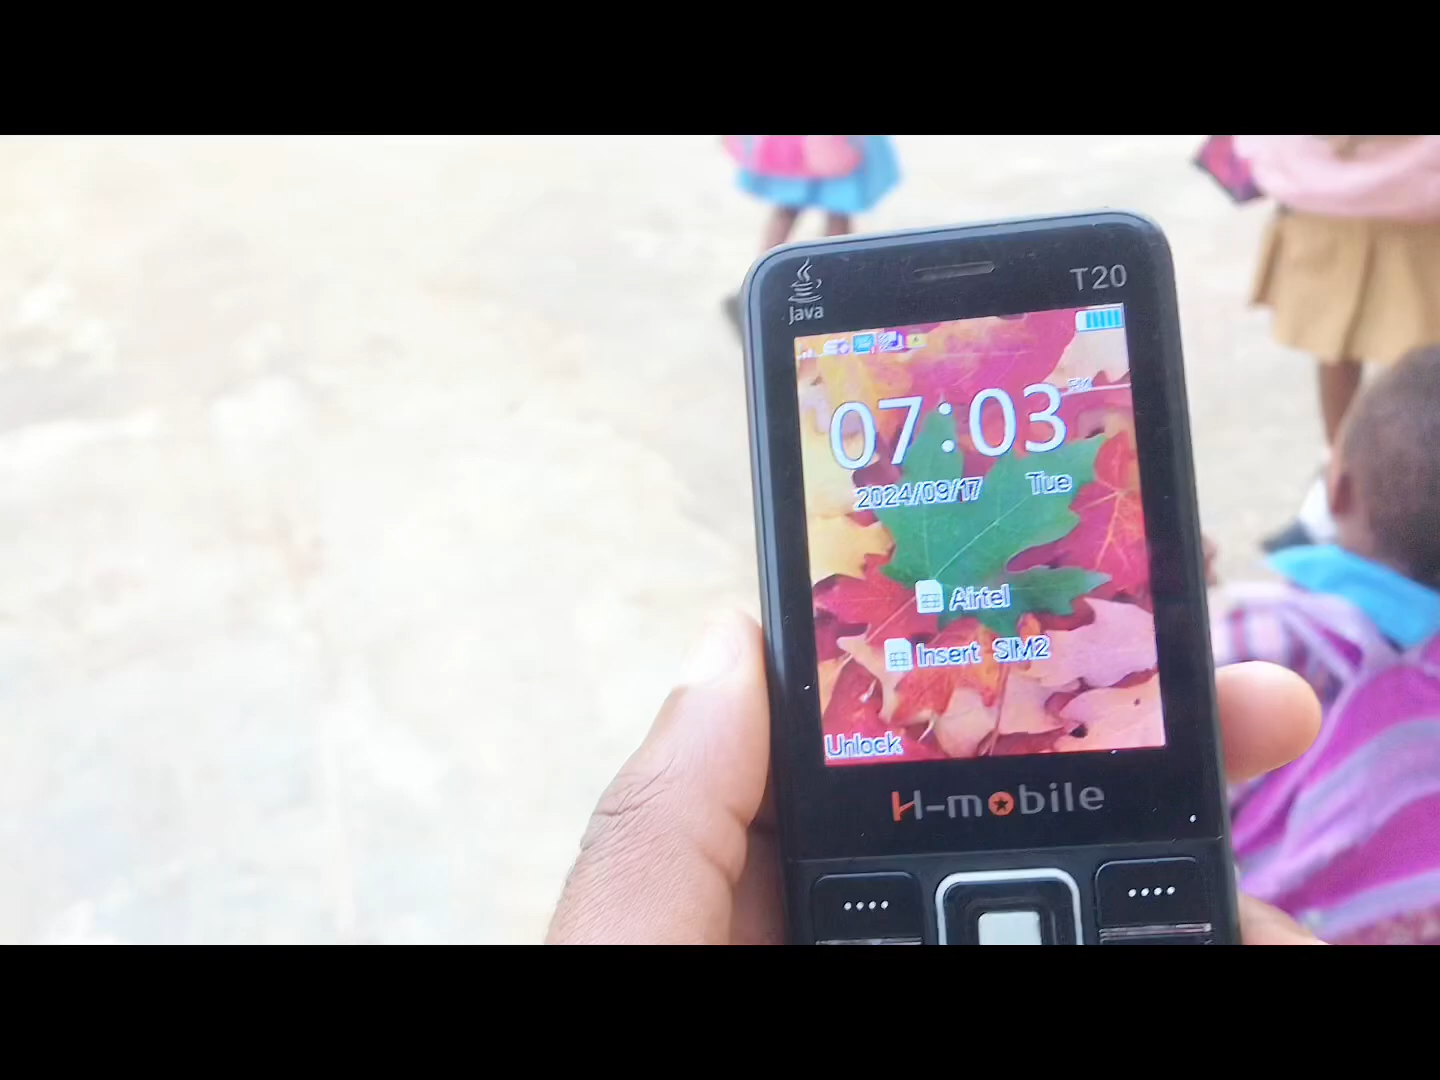 T20
Java
07:03
2024/09/17 Tue
Airtel
Insert SIM2
Unlock
H-mobile